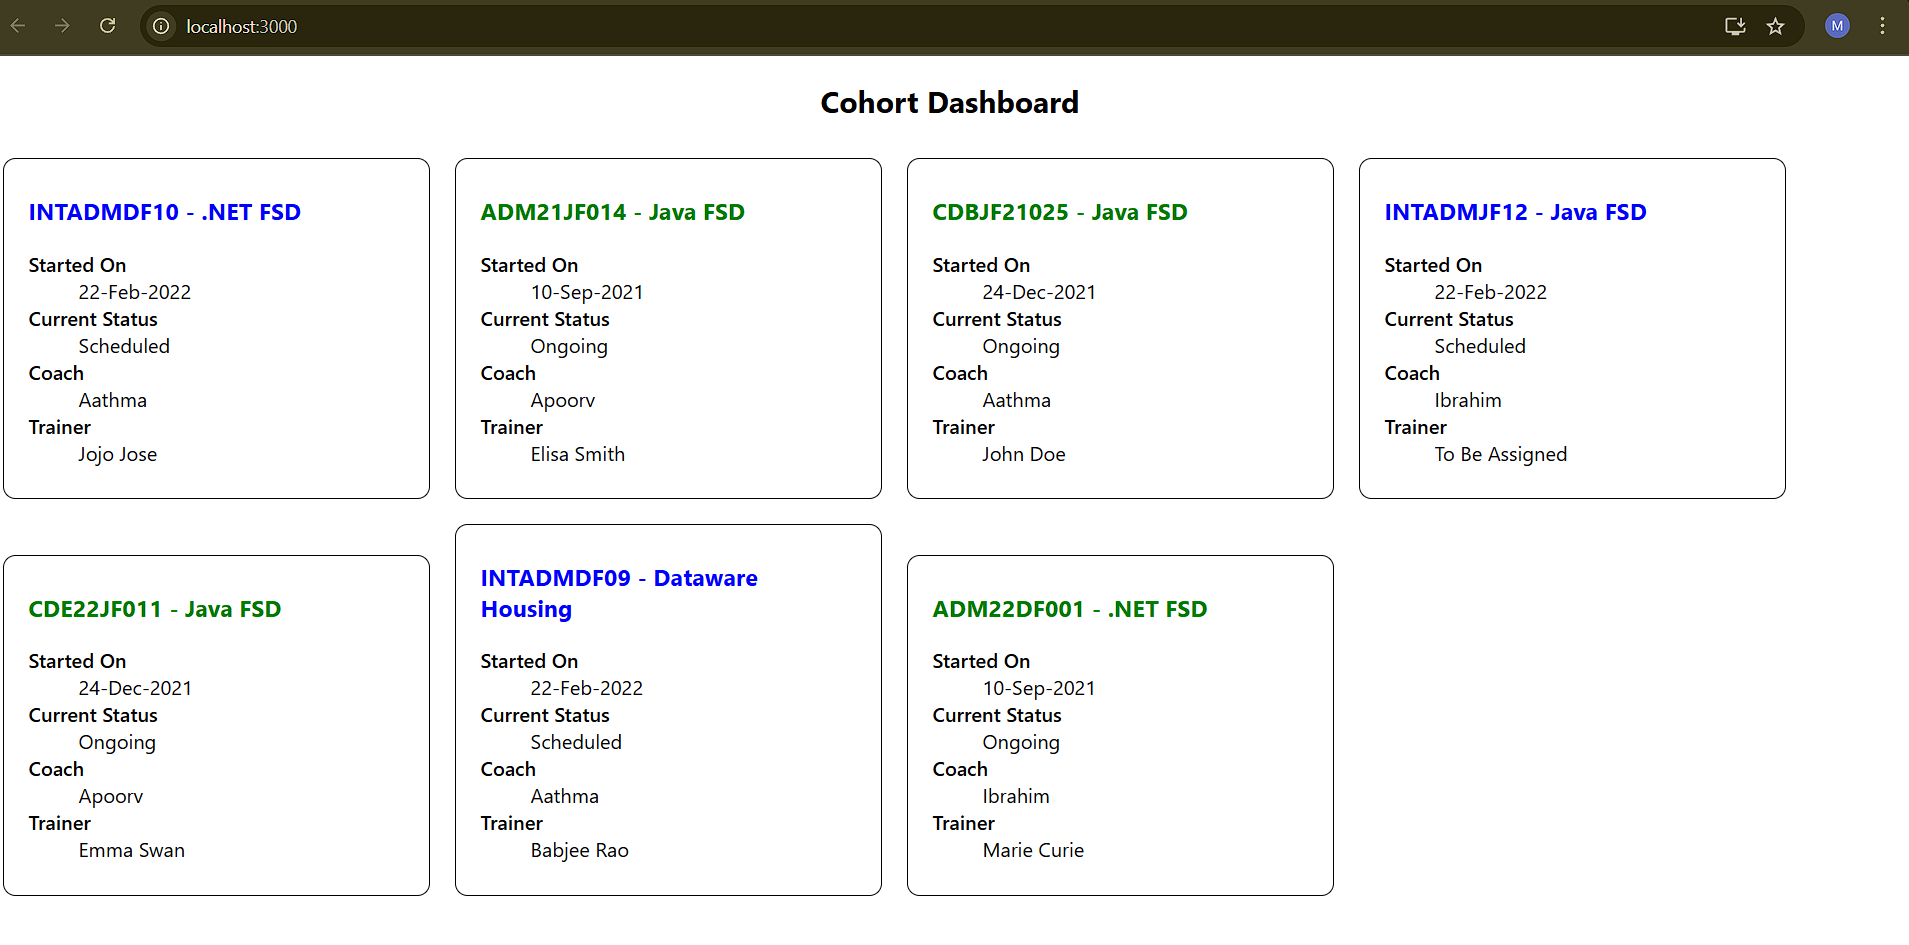 localhost:3000
M
Cohort Dashboard
INTADMDF10 - .NET FSD
Started On
22-Feb-2022
Current Status
Scheduled
Coach
Aathma
Trainer
Jojo Jose
ADM21JF014 - Java FSD
Started On
10-Sep-2021
Current Status
Ongoing
Coach
Apoorv
Trainer
Elisa Smith
CDBJF21025 - Java FSD
Started On
24-Dec-2021
Current Status
Ongoing
Coach
Aathma
Trainer
John Doe
INTADMJF12 - Java FSD
Started On
22-Feb-2022
Current Status
Scheduled
Coach
Ibrahim
Trainer
To Be Assigned
CDE22JF011 - Java FSD
Started On
24-Dec-2021
Current Status
Ongoing
Coach
Apoorv
Trainer
Emma Swan
INTADMDF09 - Dataware
Housing
Started On
22-Feb-2022
Current Status
Scheduled
Coach
Aathma
Trainer
Babjee Rao
ADM22DF001 - .NET FSD
Started On
10-Sep-2021
Current Status
Ongoing
Coach
Ibrahim
Trainer
Marie Curie